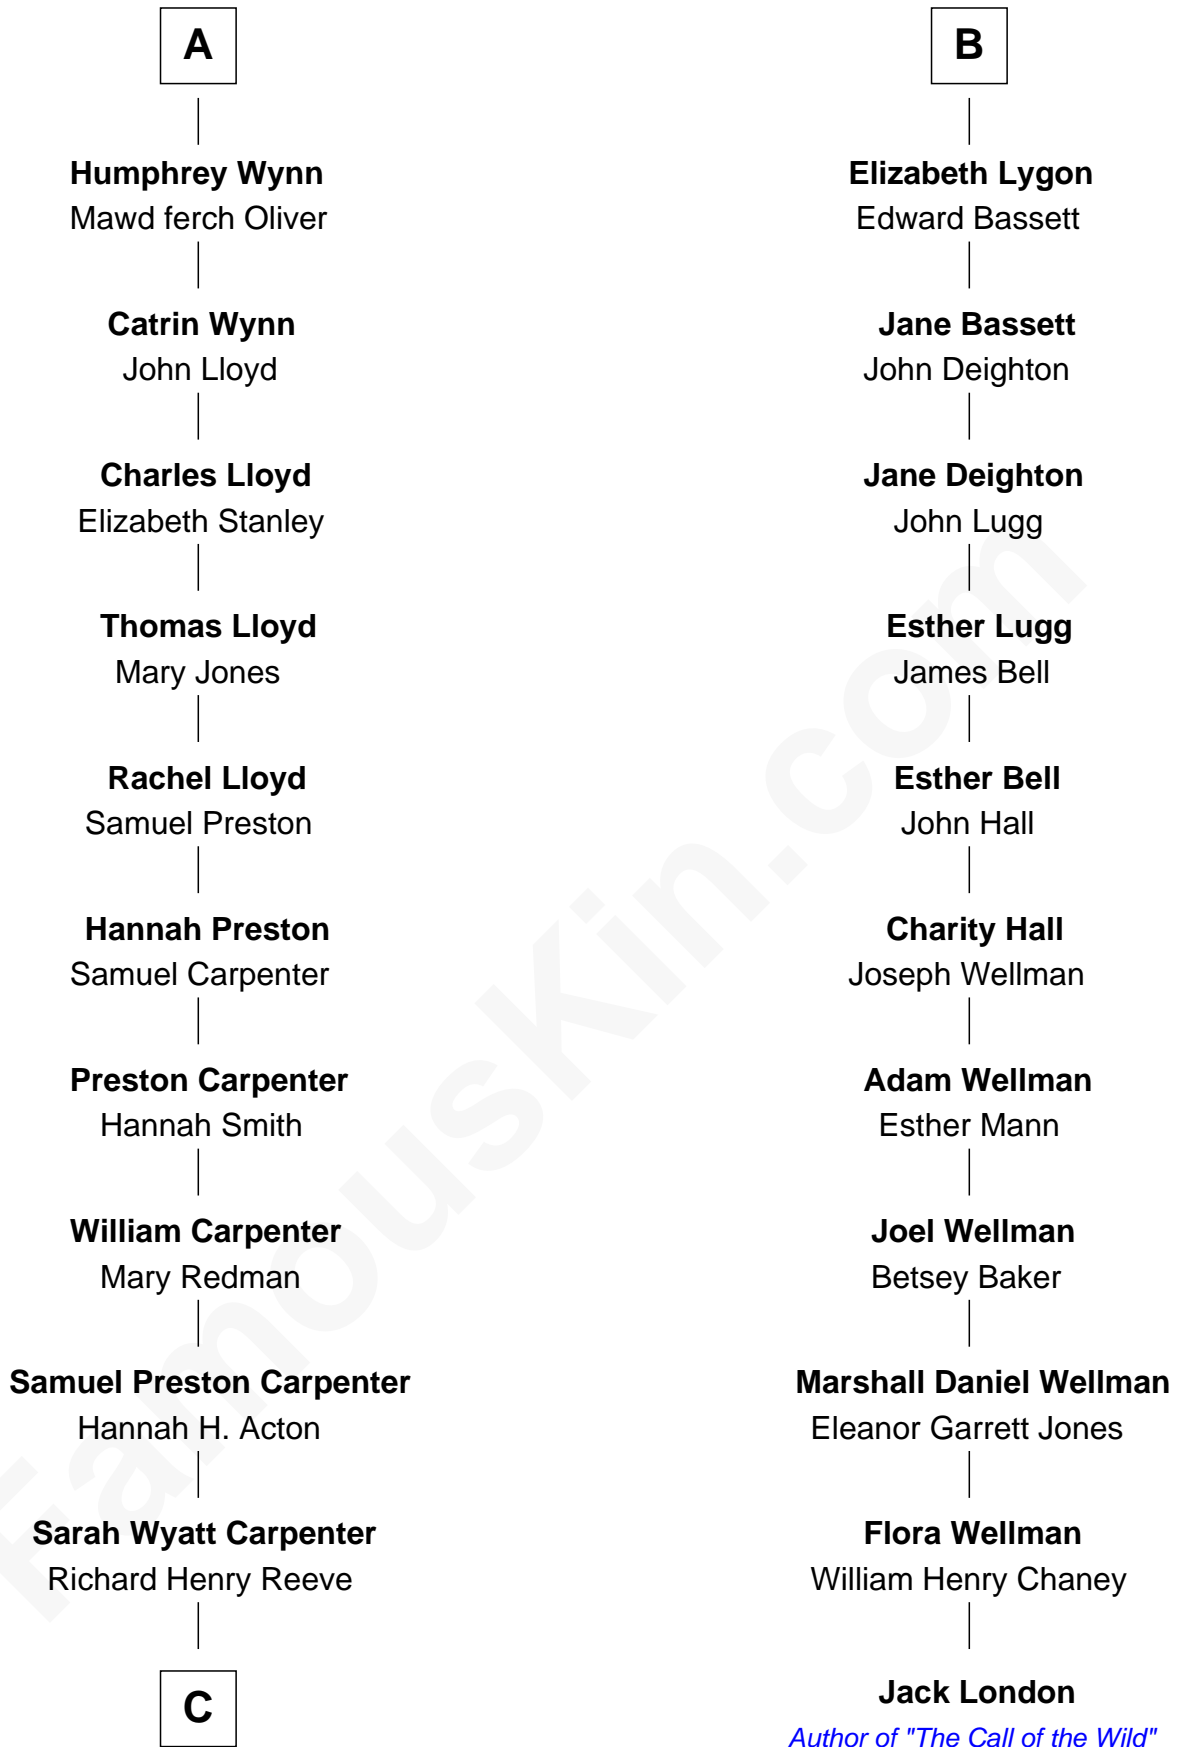 A
Humphrey Wynn
Mawd ferch Oliver
Catrin Wynn
John Lloyd
Charles Lloyd
Elizabeth Stanley
Thomas Lloyd
Mary Jones
Rachel Lloyd
Samuel Preston
Hannah Preston
Samuel Carpenter
Preston Carpenter
Hannah Smith
William Carpenter
Mary Redman
Samuel Preston Carpenter
Hannah H. Acton
Sarah Wyatt Carpenter
Richard Henry Reeve
C
B
Elizabeth Lygon
Edward Bassett
Jane Bassett
John Deighton
Jane Deighton
John Lugg
Esther Lugg
James Bell
Esther Bell
John Hall
Charity Hall
Joseph Wellman
Adam Wellman
Esther Mann
Joel Wellman
Betsey Baker
Marshall Daniel Wellman
Eleanor Garrett Jones
Flora Wellman
William Henry Chaney
Jack London
Author of "The Call of the Wild"
FamousKin.com